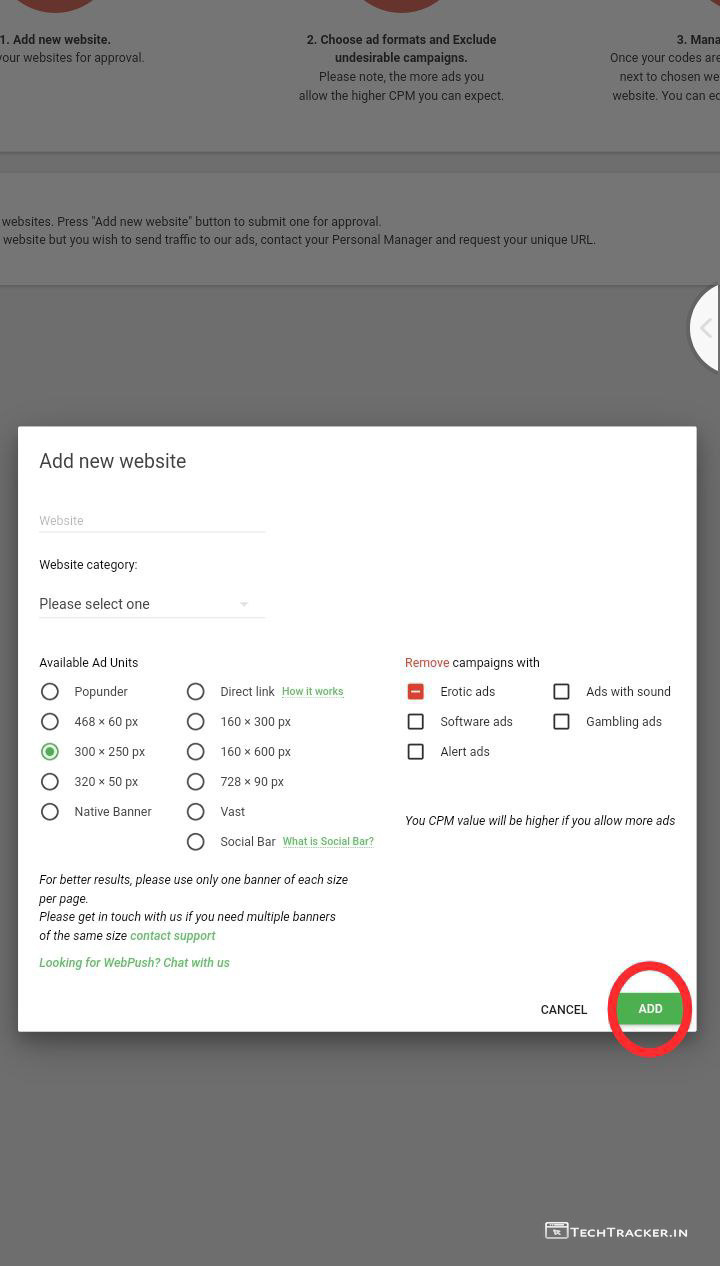 1. Add new website.
your websites for approval.
2. Choose ad formats and Exclude
undesirable campaigns.
Please note, the more ads you
allow the higher CPM you can expect.
3. Mana
Once your codes are
next to chosen we
website. You can ed
websites. Press "Add new website" button to submit one for approval.
website but you wish to send traffic to our ads, contact your Personal Manager and request your unique URL.
Add new website
Website
Website category:
Please select one
Available Ad Units
Popunder
468 × 60 px
300 × 250 px
320 × 50 px
Native Banner
Direct link How it works
160 × 300 px
160 × 600 px
728 × 90 px
Vast
Social Bar What is Social Bar?
Remove campaigns with
Erotic ads
Software ads
Alert ads
Ads with sound
Gambling ads
You CPM value will be higher if you allow more ads
For better results, please use only one banner of each size
per page.
Please get in touch with us if you need multiple banners
of the same size contact support
Looking for WebPush? Chat with us
CANCEL
ADD
TECHTRACKER.IN